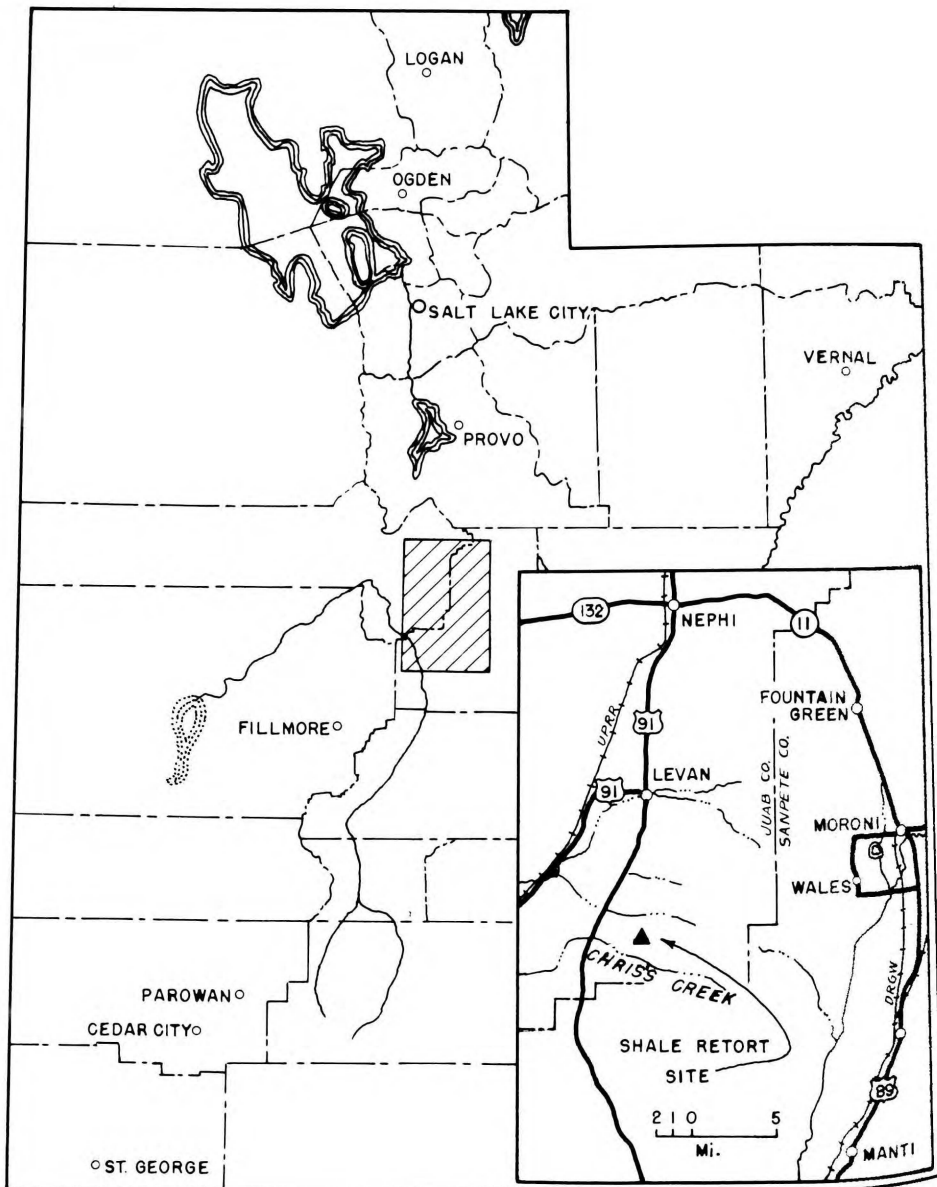 LOGAN
OGDEN
SALT LAKE CITY
VERNAL
PROVO
FILLMORE
PAROWAN
CEDAR CITY
ST. GEORGE
132
NEPHI
11
UPRR
91
FOUNTAIN
GREEN
JUAB CO.
SANPETE CO.
91
LEVAN
MORONI
WALES
CHRISS CREEK
D.R.G.W.
SHALE RETORT
SITE
2 1 0 5
Mi.
89
MANTI